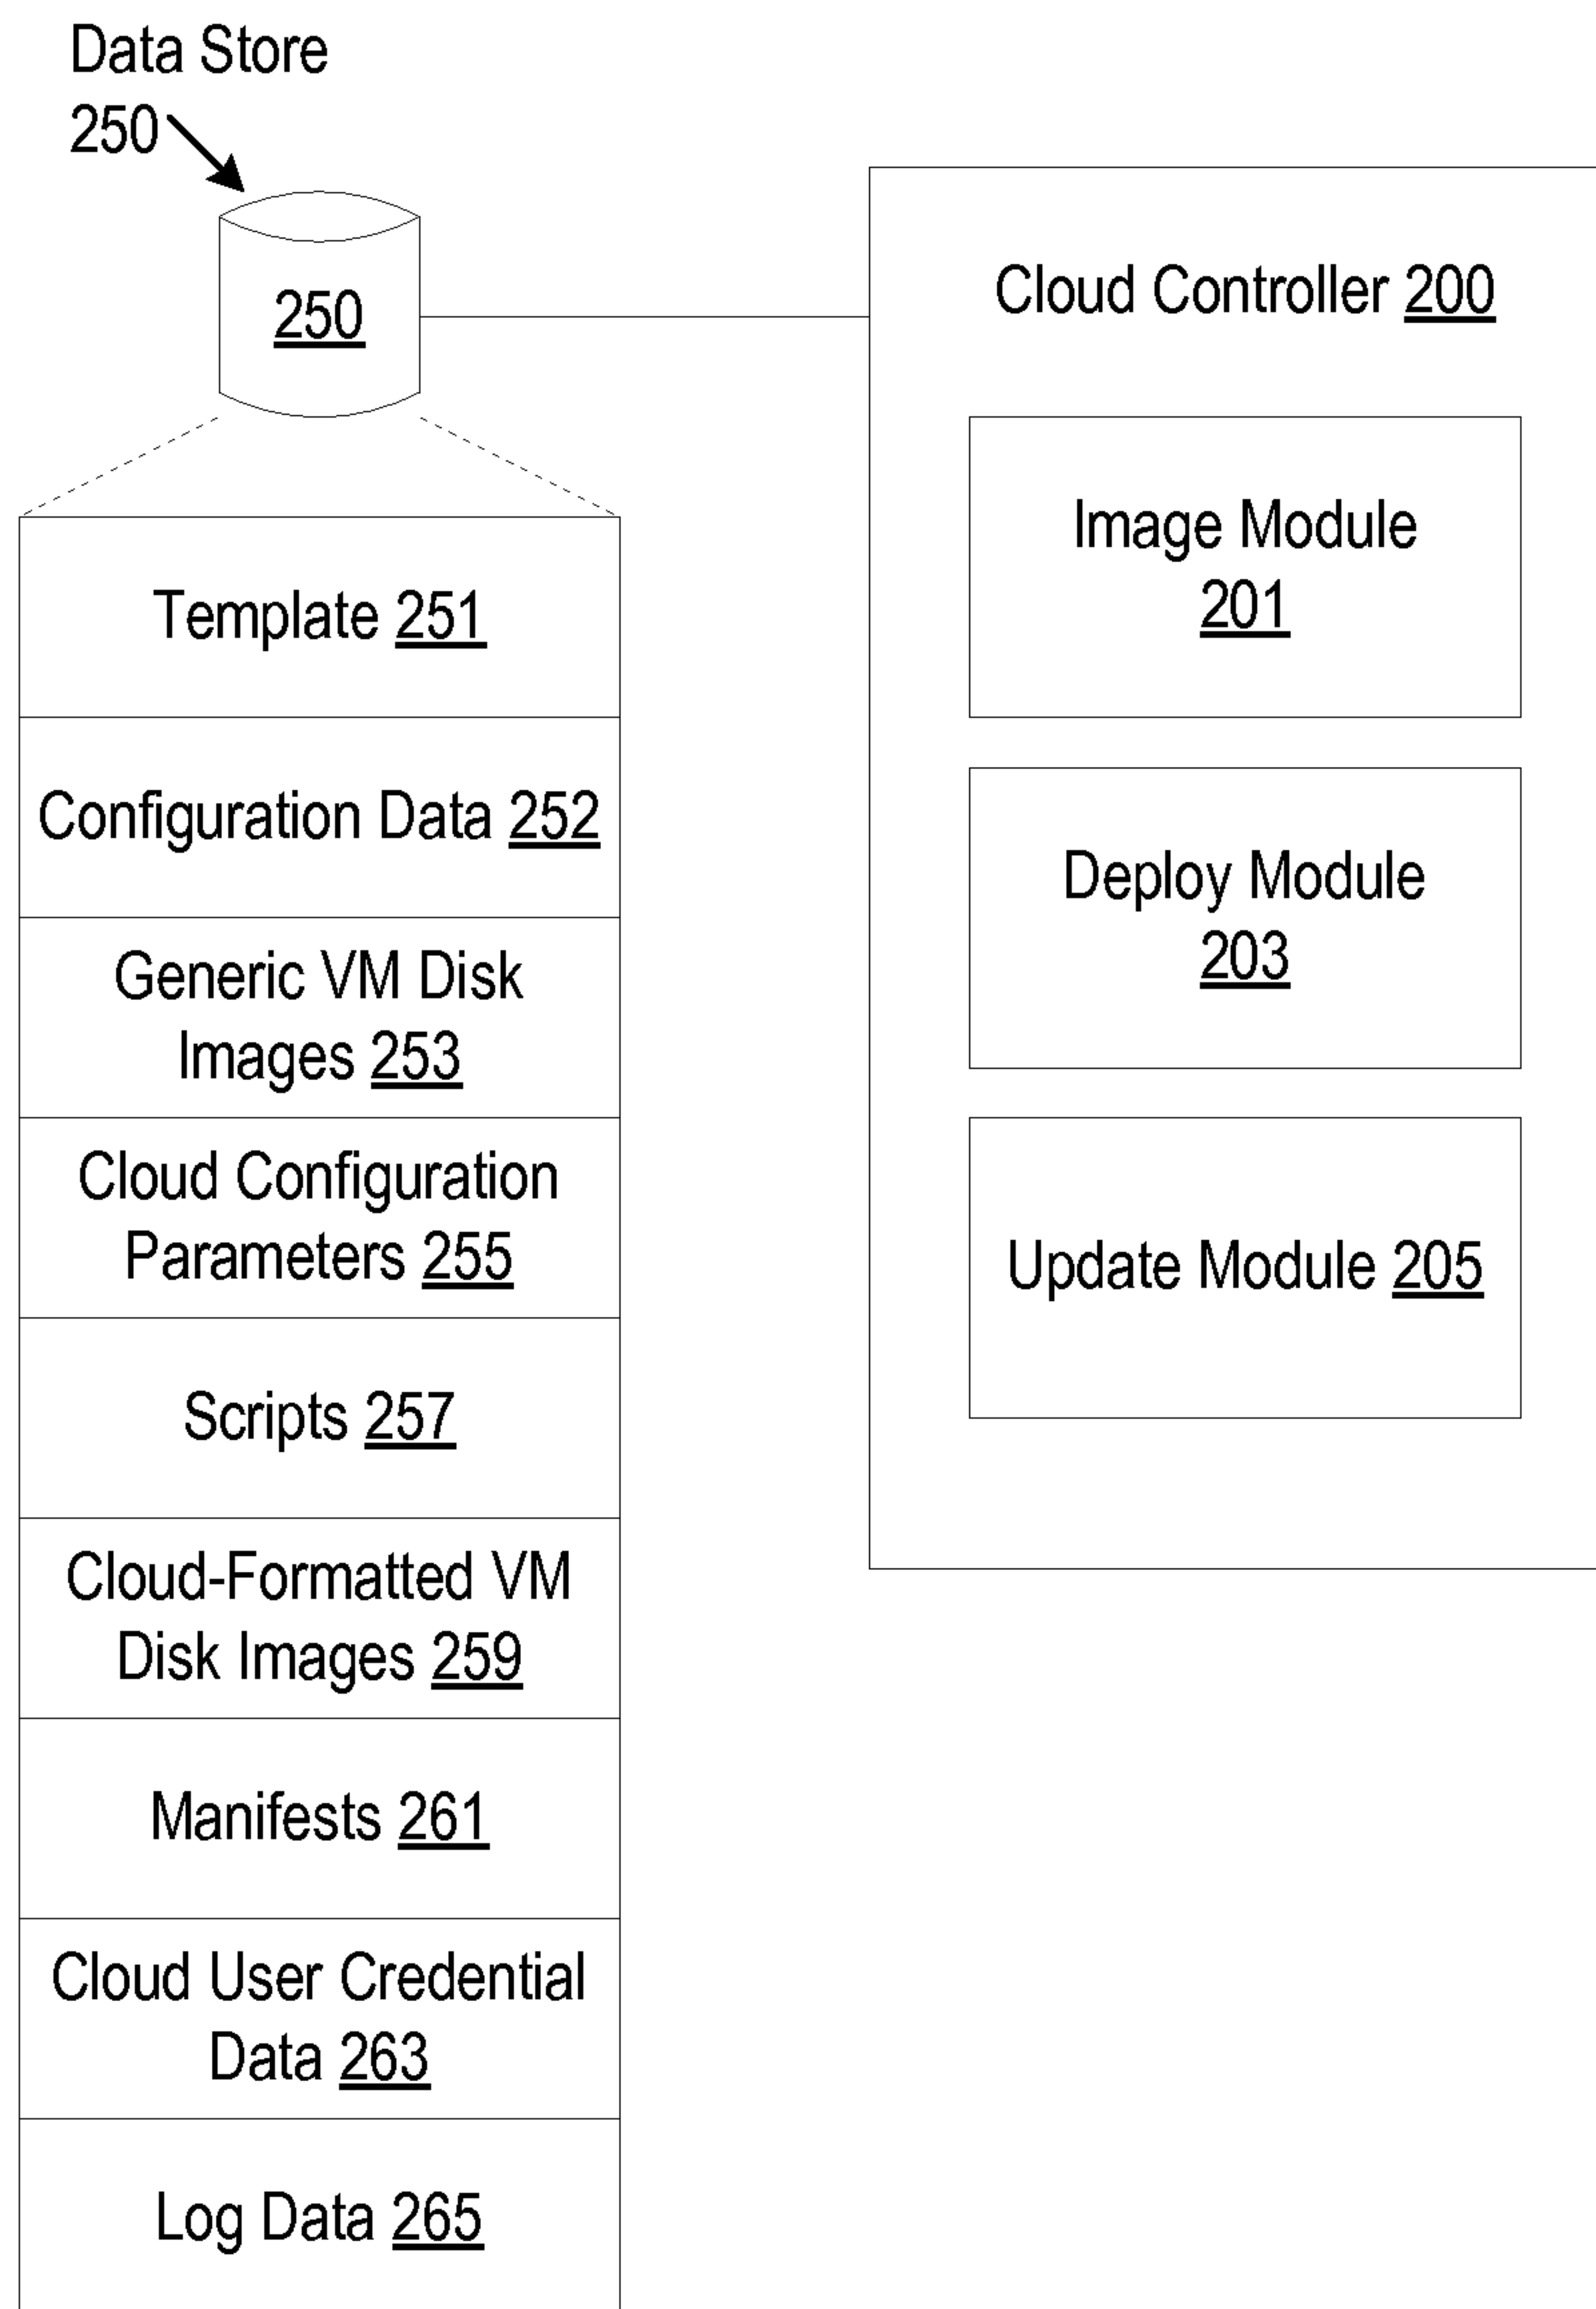 Data Store
250
250
Template 251
Configuration Data 252
Generic VM Disk
Images 253
Cloud Configuration
Parameters 255
Scripts 257
Cloud-Formatted VM
Disk Images 259
Manifests 261
Cloud User Credential
Data 263
Log Data 265
Cloud Controller 200
Image Module
201
Deploy Module
203
Update Module 205